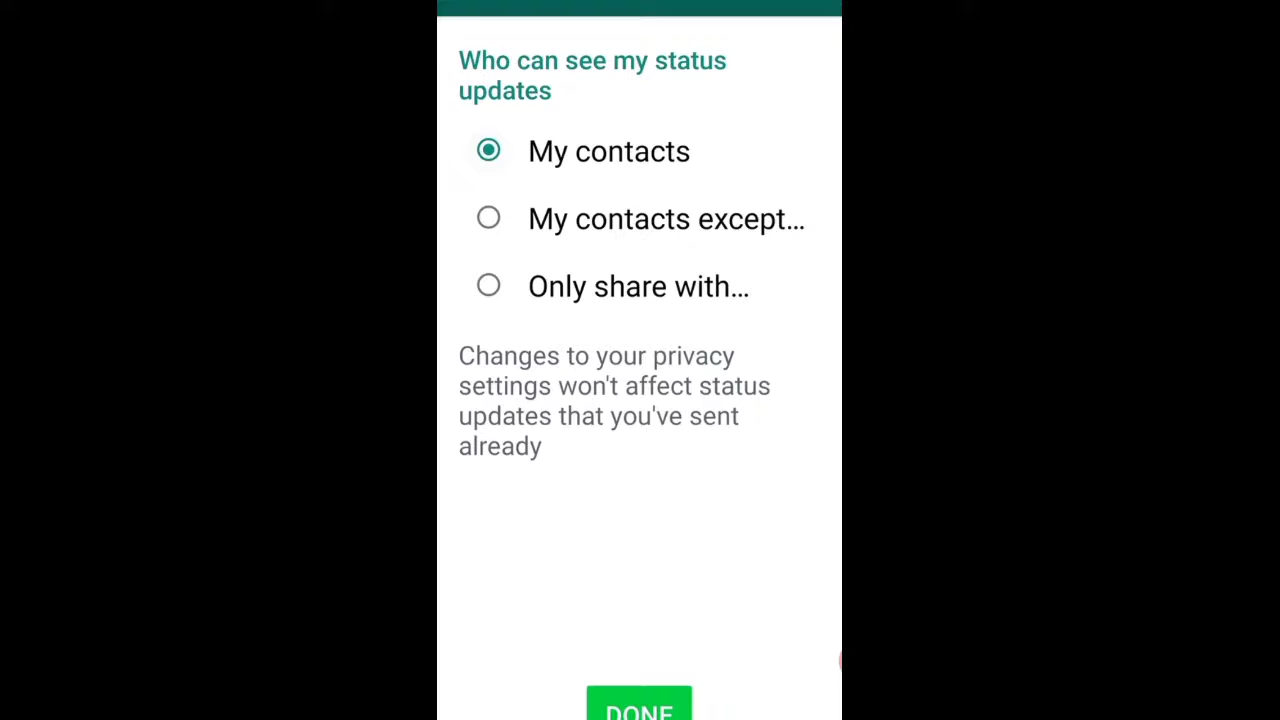 Who can see my status
updates
My contacts
My contacts except...
Only share with...
Changes to your privacy
settings won't affect status
updates that you've sent
already
DONE